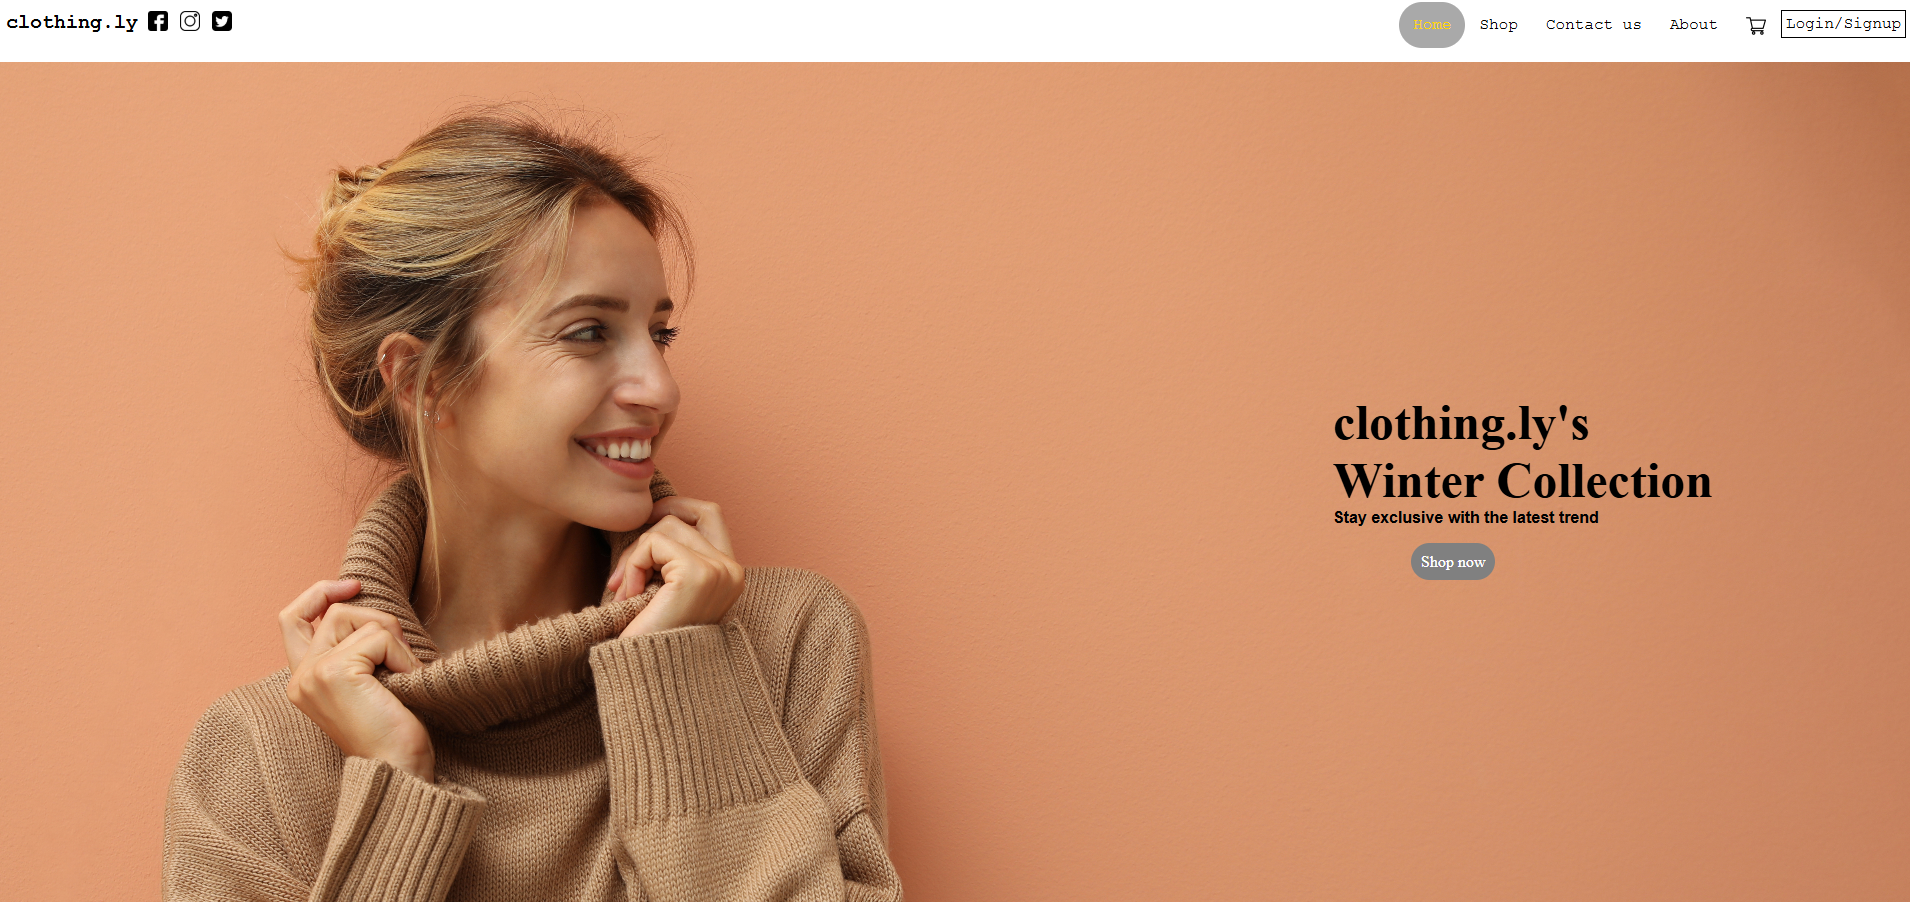 clothing.ly
Home Shop Contact us About Login/Signup
clothing.ly's
Winter Collection
Stay exclusive with the latest trend
Shop now